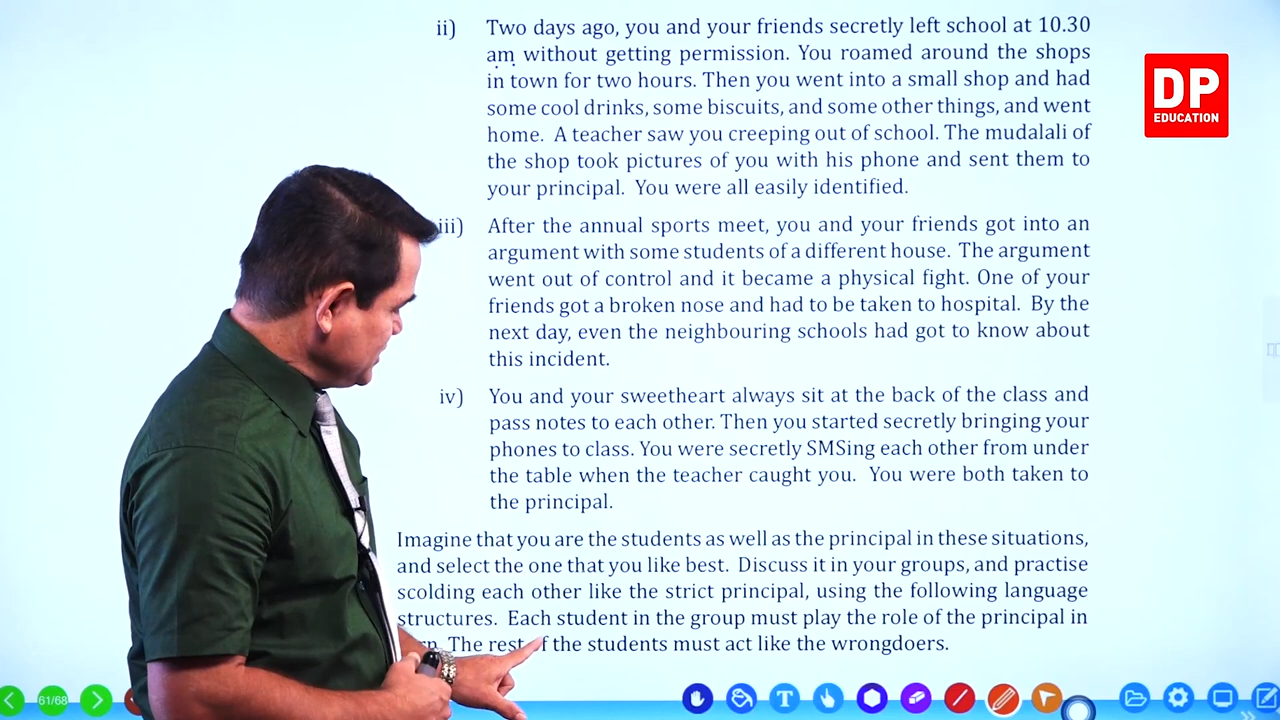 ii) Two days ago, you and your friends secretly left school at 10.30
am without getting permission. You roamed around the shops
in town for two hours. Then you went into a small shop and had
some cool drinks, some biscuits, and some other things, and went
home. A teacher saw you creeping out of school. The mudalali of
the shop took pictures of you with his phone and sent them to
your principal. You were all easily identified.
DP
EDUCATION
iii) After the annual sports meet, you and your friends got into an
argument with some students of a different house. The argument
went out of control and it became a physical fight. One of your
friends got a broken nose and had to be taken to hospital. By the
next day, even the neighbouring schools had got to know about
this incident.
iv) You and your sweetheart always sit at the back of the class and
pass notes to each other. Then you started secretly bringing your
phones to class. You were secretly SMSing each other from under
the table when the teacher caught you. You were both taken to
the principal.
Imagine that you are the students as well as the principal in these situations,
and select the one that you like best. Discuss it in your groups, and practise
scolding each other like the strict principal, using the following language
structures. Each student in the group must play the role of the principal in
The rest of the students must act like the wrongdoers.
61/68